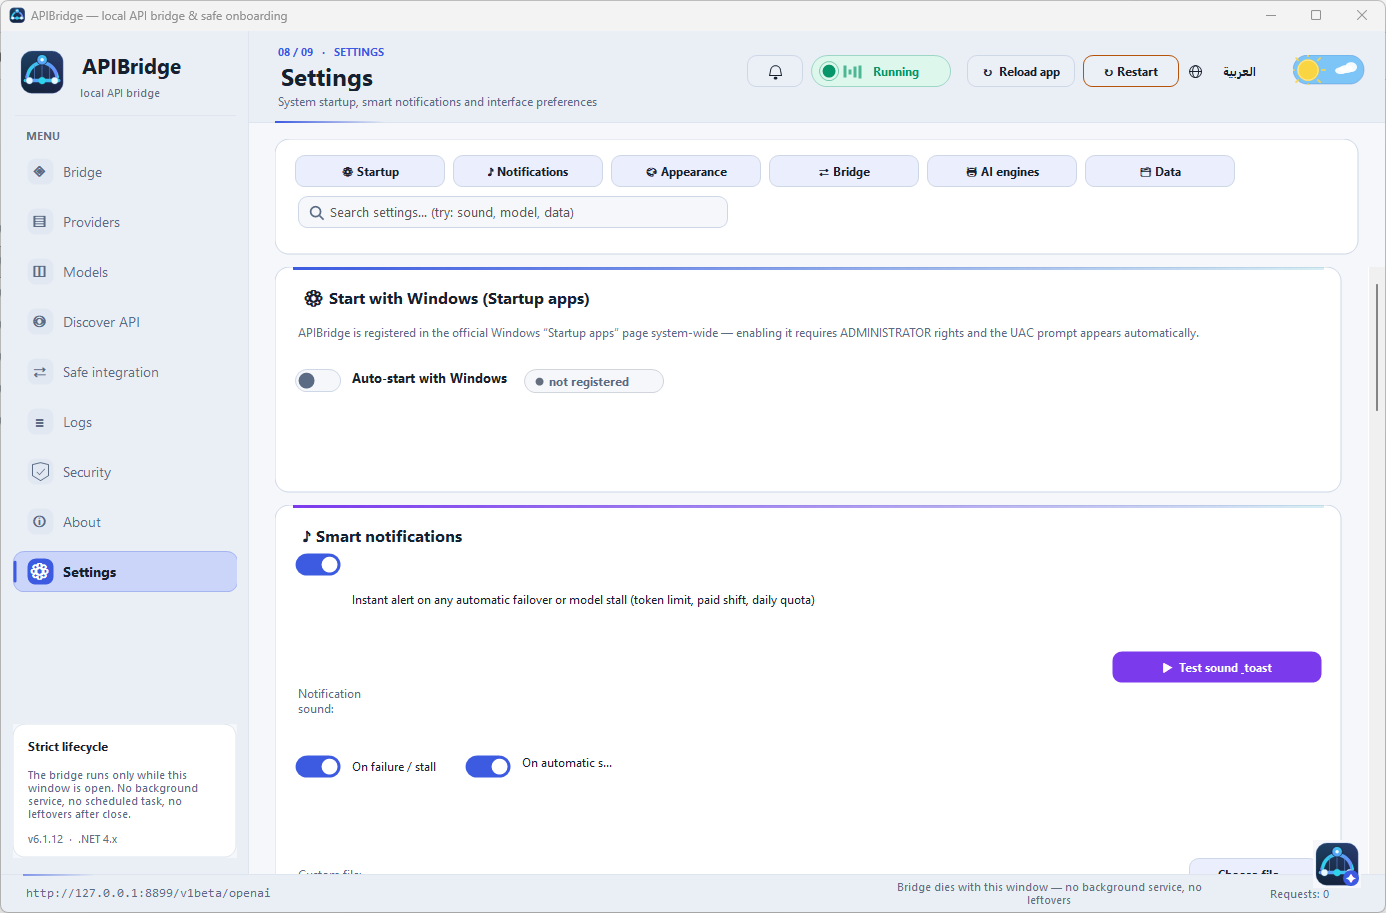 APIBridge — local API bridge & safe onboarding
APIBridge
local API bridge
MENU
Bridge
Providers
Models
Discover API
Safe integration
Logs
Security
About
Settings
Strict lifecycle
The bridge runs only while this
window is open. No background
service, no scheduled task, no
leftovers after close.
v6.1.12 · .NET 4.x
08 / 09 · SETTINGS
Settings
System startup, smart notifications and interface preferences
Running
Reload app
Restart
العربية
Startup
Notifications
Appearance
Bridge
AI engines
Data
Search settings... (try: sound, model, data)
Start with Windows (Startup apps)
APIBridge is registered in the official Windows “Startup apps” page system-wide — enabling it requires ADMINISTRATOR rights and the UAC prompt appears automatically.
Auto-start with Windows
not registered
Smart notifications
Instant alert on any automatic failover or model stall (token limit, paid shift, daily quota)
Test sound _toast
Notification
sound:
On failure / stall
On automatic s...
Custom file:
Choose file
http://127.0.0.1:8899/v1beta/openai
Bridge dies with this window — no background service, no
leftovers
Requests: 0